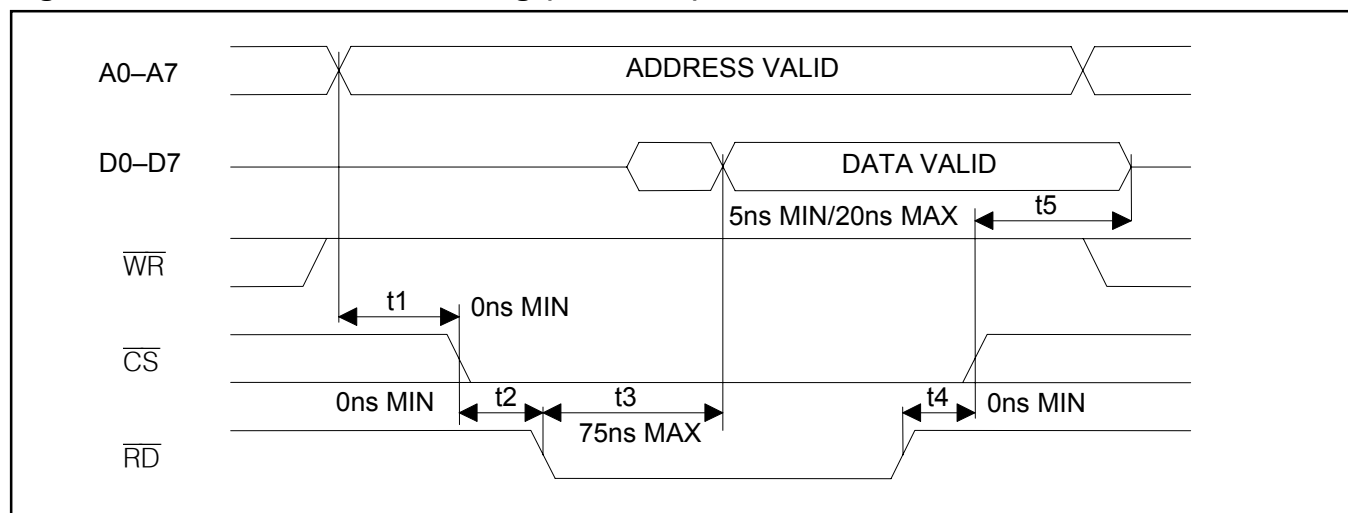 A0–A7
ADDRESS VALID
D0–D7
DATA VALID
5ns MIN/20ns MAX
t5
WR
t1
0ns MIN
CS
0ns MIN
t2
t3
t4
0ns MIN
75ns MAX
RD